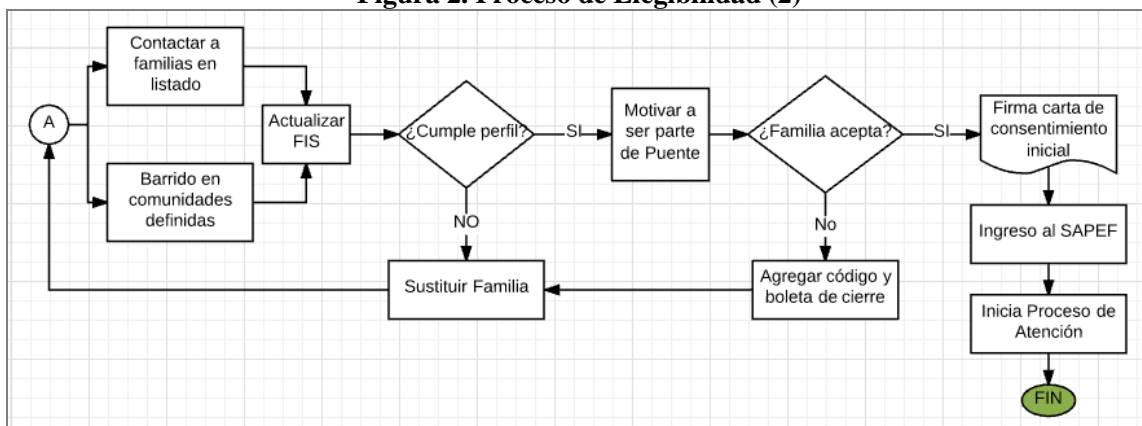 Figura 2. Proceso de Elegibilidad (2)
Contactar a
familias en
listado
A
Barrido en
comunidades
definidas
Actualizar
FIS
¿Cumple perfil?
SI
NO
Motivar a
ser parte
de Puente
¿Familia acepta?
SI
No
Firma carta de
consentimiento
inicial
Ingreso al SAPEF
Sustituir Familia
Agregar código y
boleta de cierre
Inicia Proceso de
Atención
FIN